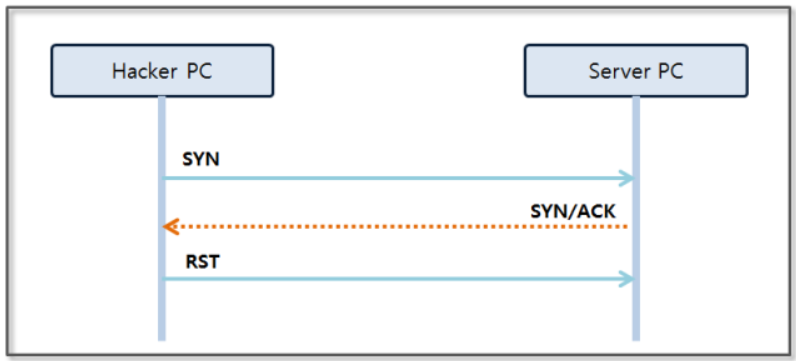 Hacker PC
Server PC
SYN
SYN/ACK
RST